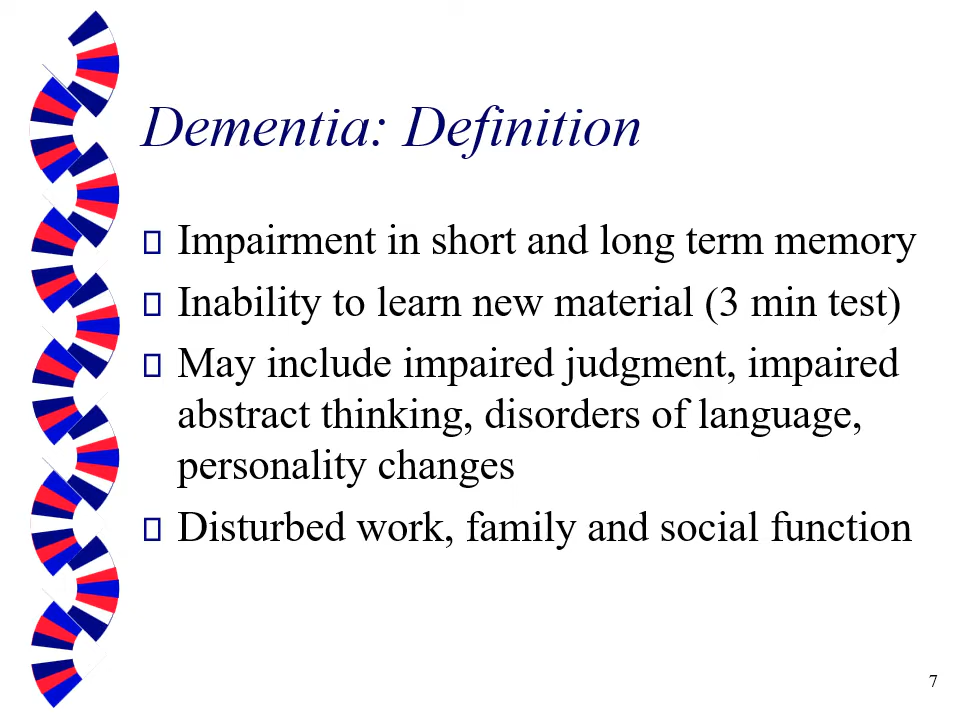 Dementia: Definition
Impairment in short and long term memory
Inability to learn new material (3 min test)
May include impaired judgment, impaired
abstract thinking, disorders of language,
personality changes
Disturbed work, family and social function
7